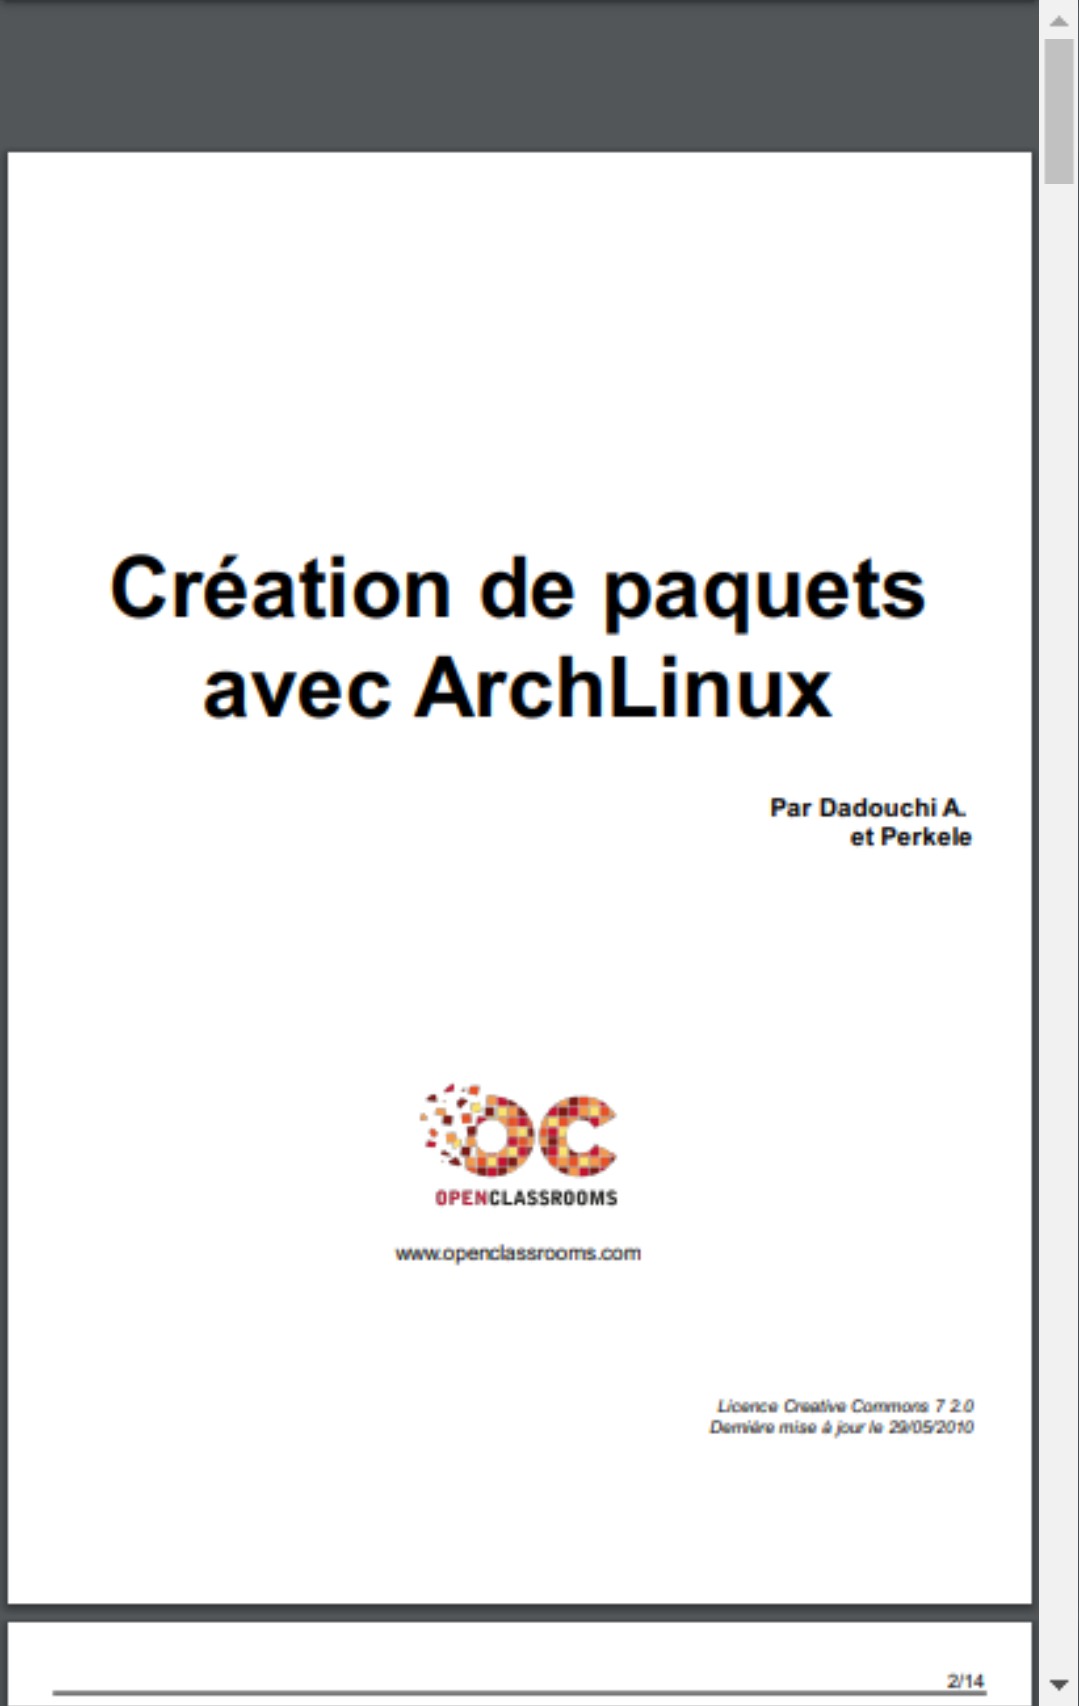 Création de paquets
avec ArchLinux
Par Dadouchi A.
et Perkele
OPENCLASSROOMS
www.openclassrooms.com
Licence Creative Commons 7 2.0
Dernière mise à jour le 29/05/2010
2/14